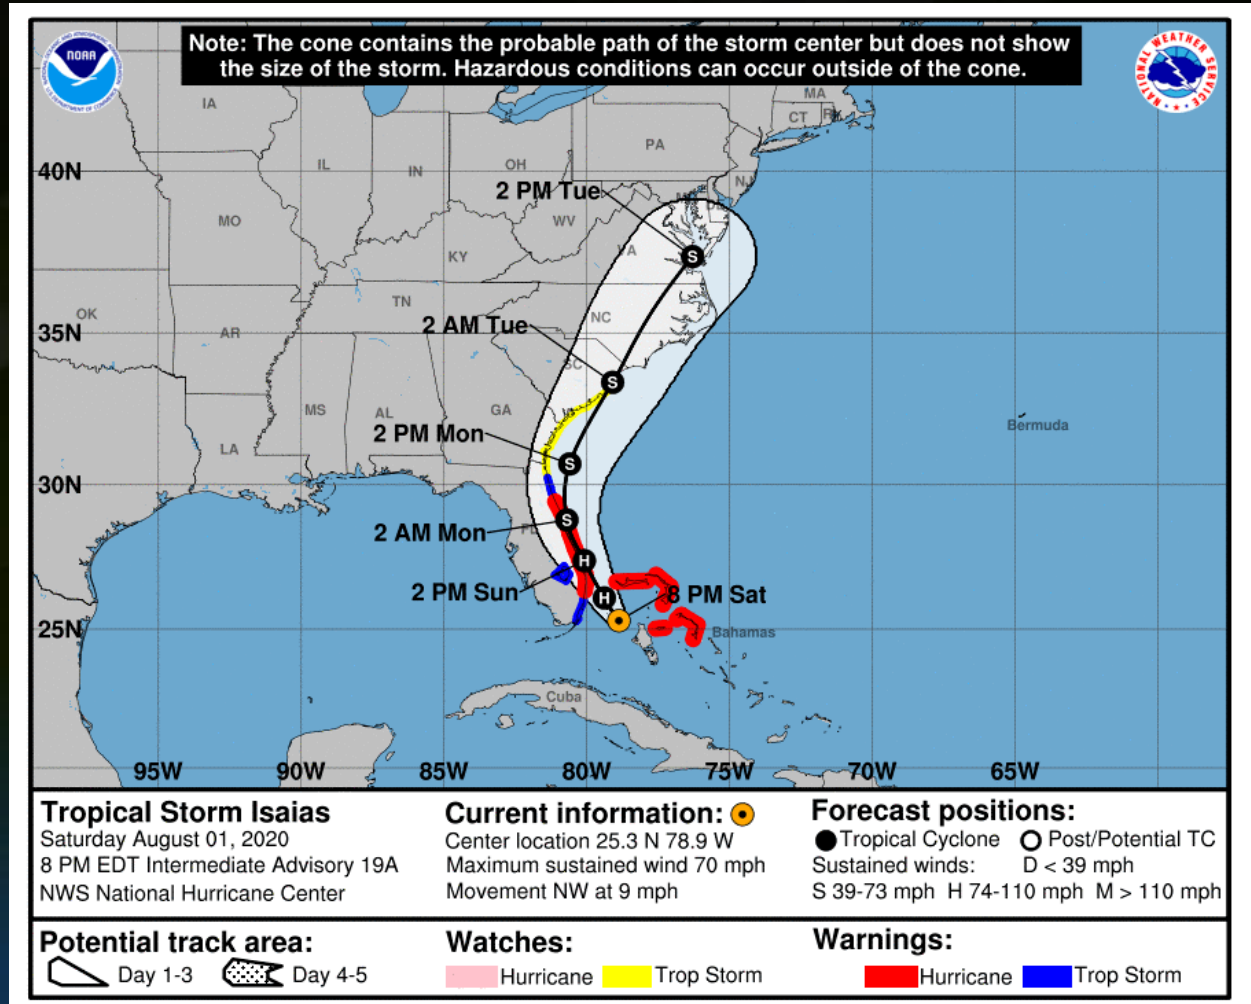 Note: The cone contains the probable path of the storm center but does not show
the size of the storm. Hazardous conditions can occur outside of the cone.
NOAA
NATIONAL WEATHER SERVICE
MA
IA
CT
PA
40N
IL
IN
OH
NJ
2 PM Tue
MO
WV
VA
S
KY
TN
OK
NC
2 AM Tue
35N
AR
SC
S
MS
AL
GA
Bermuda
2 PM Mon
LA
S
30N
S
2 AM Mon
FL
H
2 PM Sun
H
8 PM Sat
25N
Bahamas
Cuba
95W 90W 85W 80W 75W 70W 65W
Tropical Storm Isaias
Saturday August 01, 2020
8 PM EDT Intermediate Advisory 19A
NWS National Hurricane Center
Current information:
Center location 25.3 N 78.9 W
Maximum sustained wind 70 mph
Movement NW at 9 mph
Forecast positions:
Tropical Cyclone Post/Potential TC
Sustained winds: D < 39 mph
S 39-73 mph H 74-110 mph M > 110 mph
Potential track area:
Day 1-3 Day 4-5
Watches:
Hurricane Trop Storm
Warnings:
Hurricane Trop Storm